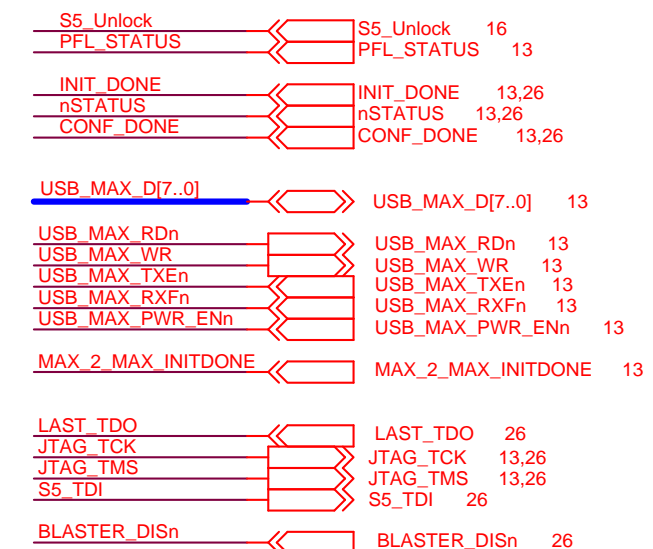 S5_Unlock S5_Unlock 16
PFL_STATUS PFL_STATUS 13
INIT_DONE INIT_DONE 13,26
nSTATUS nSTATUS 13,26
CONF_DONE CONF_DONE 13,26
USB_MAX_D[7..0] USB_MAX_D[7..0] 13
USB_MAX_RDn USB_MAX_RDn 13
USB_MAX_WR USB_MAX_WR 13
USB_MAX_TXEn USB_MAX_TXEn 13
USB_MAX_RXFn USB_MAX_RXFn 13
USB_MAX_PWR_ENn USB_MAX_PWR_ENn 13
MAX_2_MAX_INITDONE MAX_2_MAX_INITDONE 13
LAST_TDO LAST_TDO 26
JTAG_TCK JTAG_TCK 13,26
JTAG_TMS JTAG_TMS 13,26
S5_TDI S5_TDI 26
BLASTER_DISn BLASTER_DISn 26